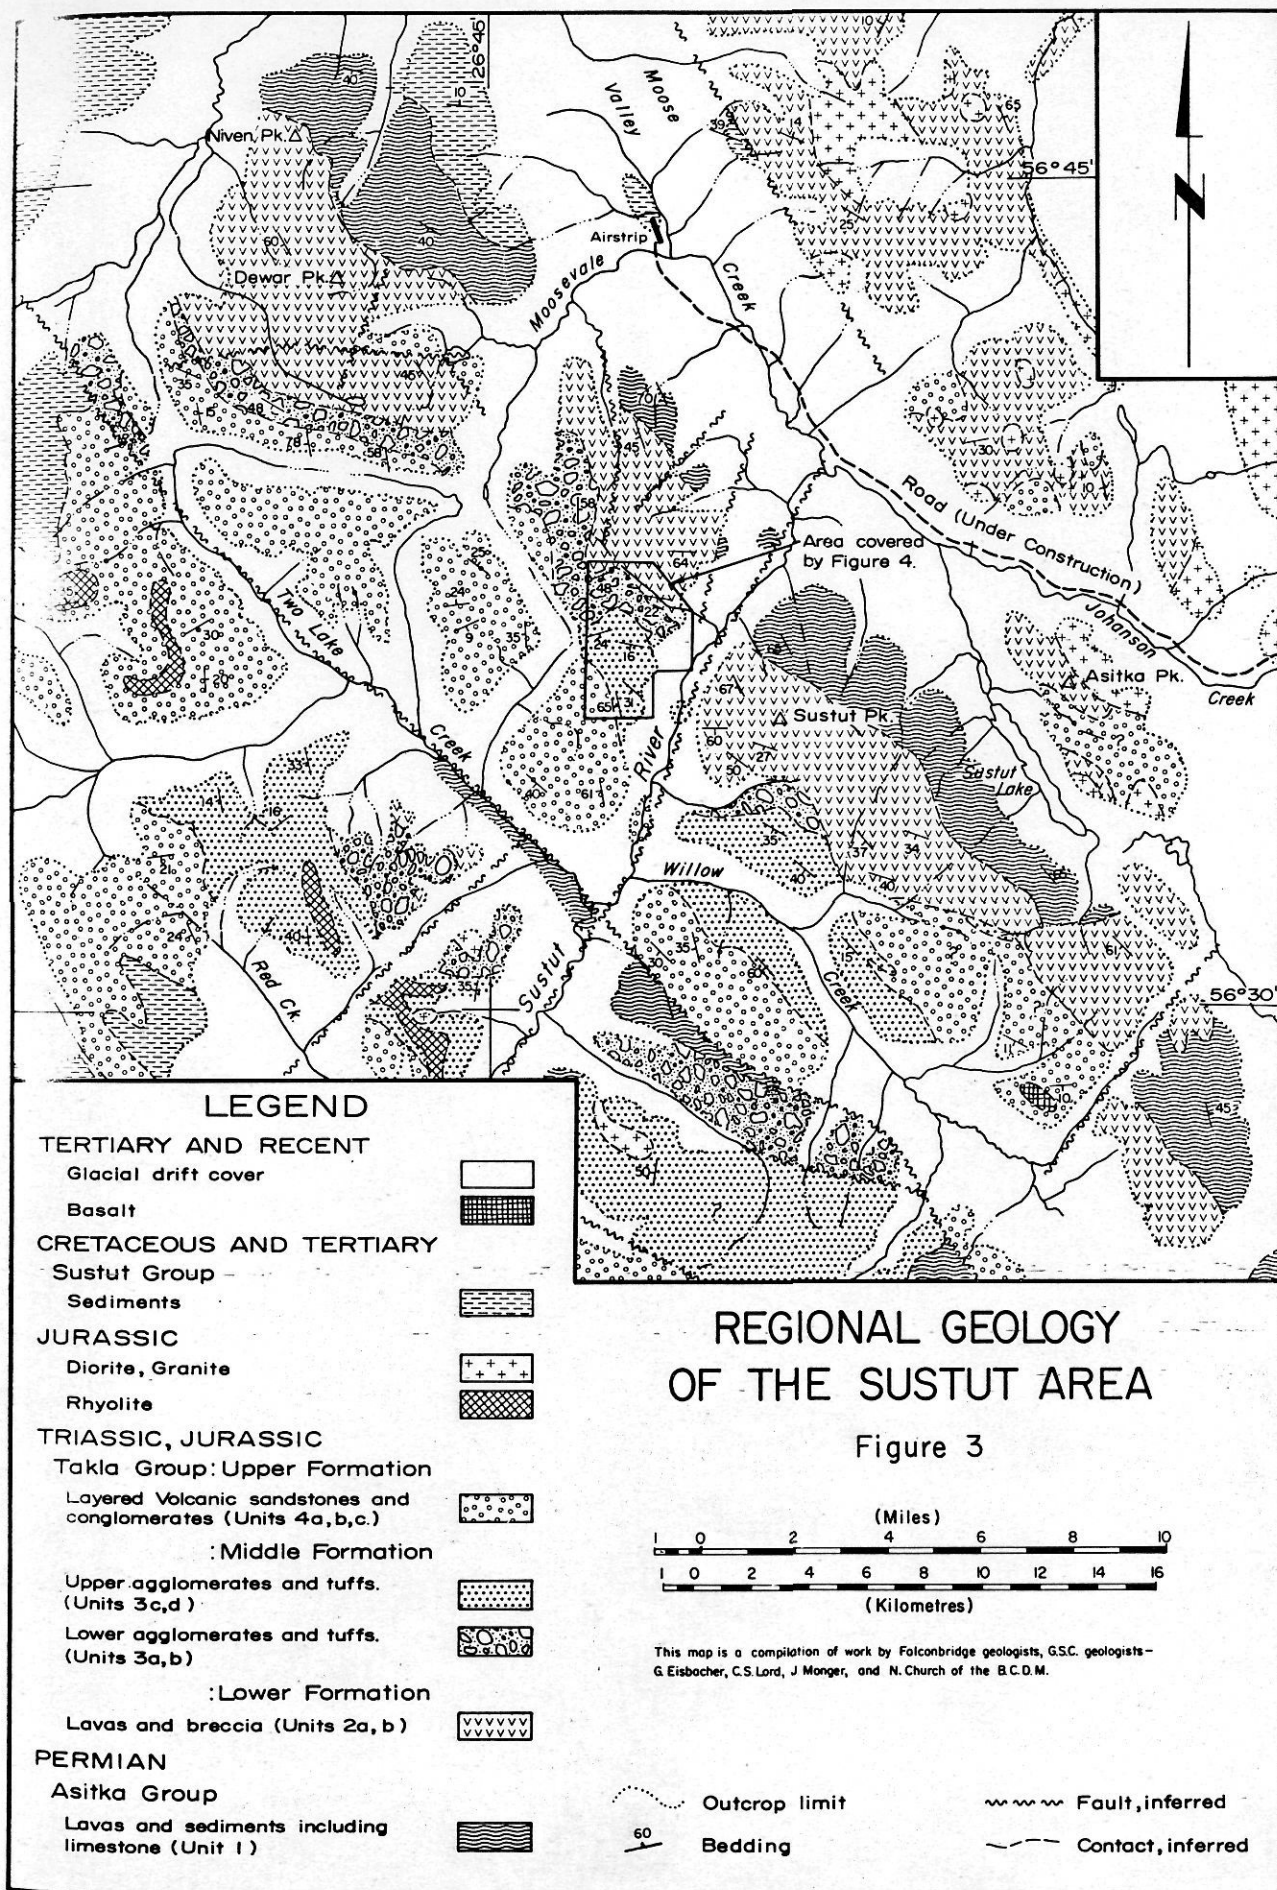 126°45'
56°45'
Niven Pk.
Dewar Pk.
Moose
Valley
Airstrip
Moosevale
Creek
Road (Under Construction)
Area covered
by Figure 4.
Johanson
Creek
Asitka Pk.
Two Lake
Creek
Sustut Pk.
River
Sustut
Lake
Willow
Creek
Sustut
Red Ck.
56°30'
LEGEND
TERTIARY AND RECENT
Glacial drift cover
Basalt
CRETACEOUS AND TERTIARY
Sustut Group
Sediments
JURASSIC
Diorite, Granite
Rhyolite
TRIASSIC, JURASSIC
Takla Group: Upper Formation
Layered Volcanic sandstones and
conglomerates (Units 4a,b,c.)
: Middle Formation
Upper agglomerates and tuffs.
(Units 3c,d)
Lower agglomerates and tuffs.
(Units 3a,b)
: Lower Formation
Lavas and breccia (Units 2a,b)
PERMIAN
Asitka Group
Lavas and sediments including
limestone (Unit 1)
REGIONAL GEOLOGY
OF THE SUSTUT AREA
Figure 3
(Miles)
1 0 2 4 6 8 10
1 0 2 4 6 8 10 12 14 16
(Kilometres)
This map is a compilation of work by Falconbridge geologists, G.S.C. geologists-
G. Eisbacher, C.S. Lord, J. Monger, and N. Church of the B.C.D.M.
Outcrop limit
Fault, inferred
60
Bedding
Contact, inferred
N